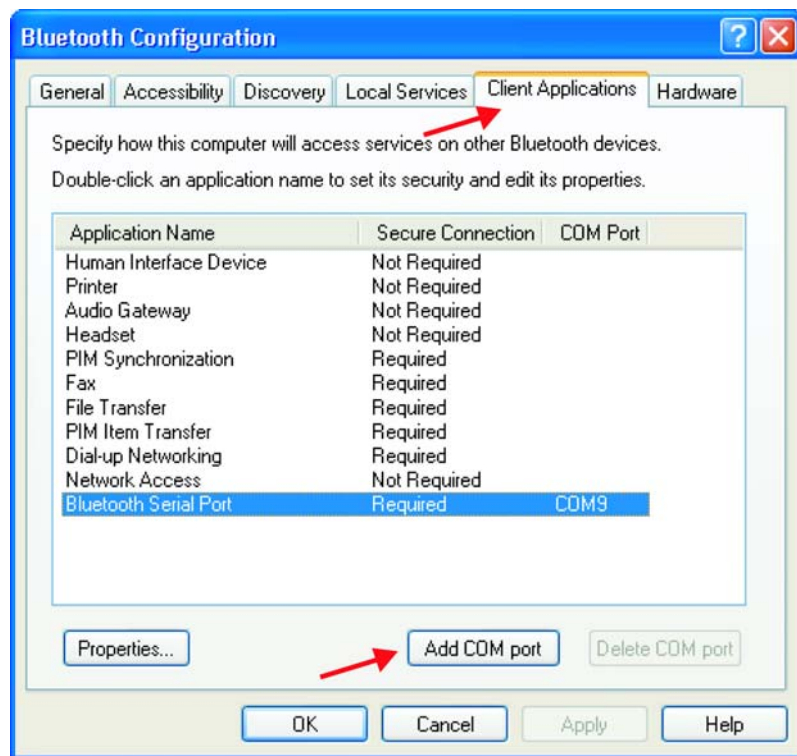 Bluetooth Configuration
General Accessibility Discovery Local Services Client Applications Hardware
Specify how this computer will access services on other Bluetooth devices.
Double-click an application name to set its security and edit its properties.
Application Name Secure Connection COM Port
Human Interface Device Not Required
Printer Not Required
Audio Gateway Not Required
Headset Not Required
PIM Synchronization Required
Fax Required
File Transfer Required
PIM Item Transfer Required
Dial-up Networking Required
Network Access Not Required
Bluetooth Serial Port Required COM9
Properties... Add COM port Delete COM port
OK Cancel Apply Help